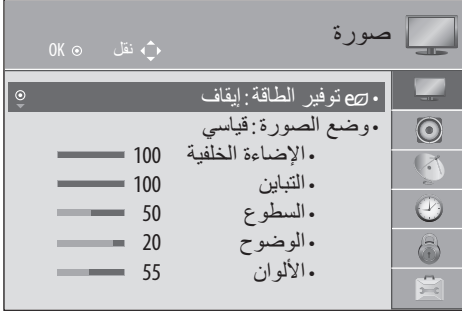 صورة
نقل OK
توفير الطاقة : إيقاف
وضع الصورة : قياسي
الإضاءة الخلفية 100
التباين 100
السطوع 50
الوضوح 20
الألوان 55